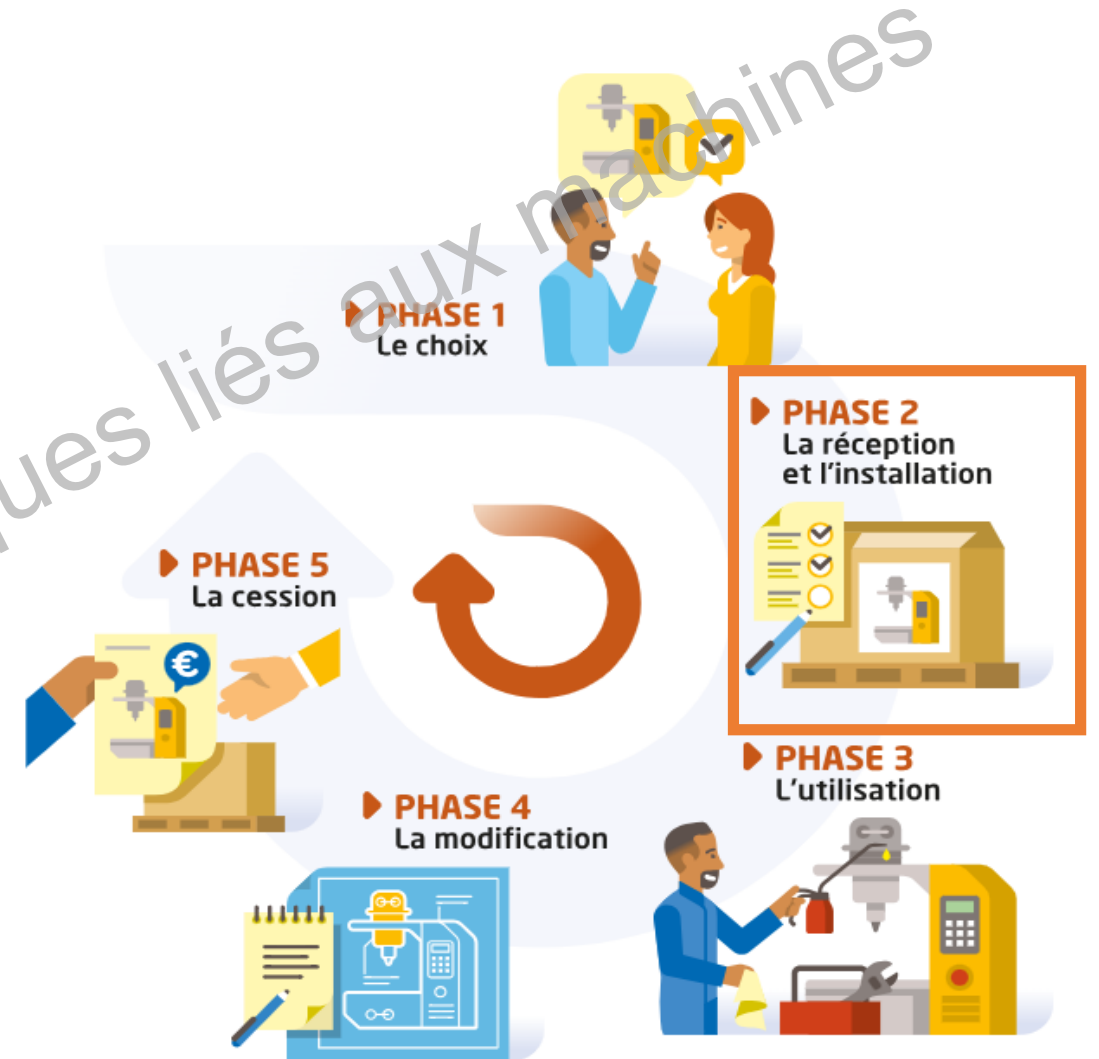 ques liés aux machines
PHASE 1
Le choix
PHASE 2
La réception
et l'installation
PHASE 5
La cession
€
PHASE 3
L'utilisation
PHASE 4
La modification